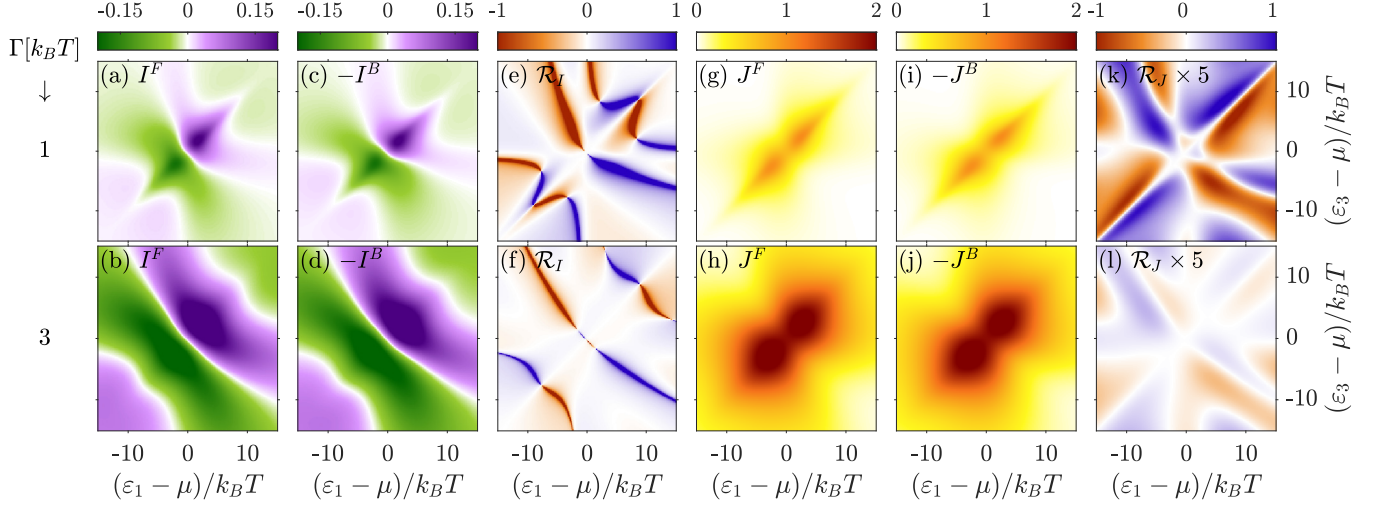 -0.15 0 0.15 -0.15 0 0.15 -1 0 1 0 1 2 0 1 2 -1 0 1
Γ[k_BT]
↓
(a) I^F (c) −I^B (e) R_I (g) J^F (i) −J^B (k) R_J × 5
1
10
0
-10
(ε_3 − μ)/k_BT
(b) I^F (d) −I^B (f) R_I (h) J^F (j) −J^B (l) R_J × 5
3
10
0
-10
(ε_3 − μ)/k_BT
-10 0 10 -10 0 10 -10 0 10 -10 0 10 -10 0 10 -10 0 10
(ε_1 − μ)/k_BT (ε_1 − μ)/k_BT (ε_1 − μ)/k_BT (ε_1 − μ)/k_BT (ε_1 − μ)/k_BT (ε_1 − μ)/k_BT